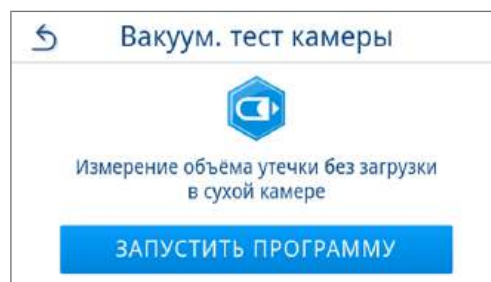 Вакуум. тест камеры
Измерение объёма утечки без загрузки
в сухой камере
ЗАПУСТИТЬ ПРОГРАММУ